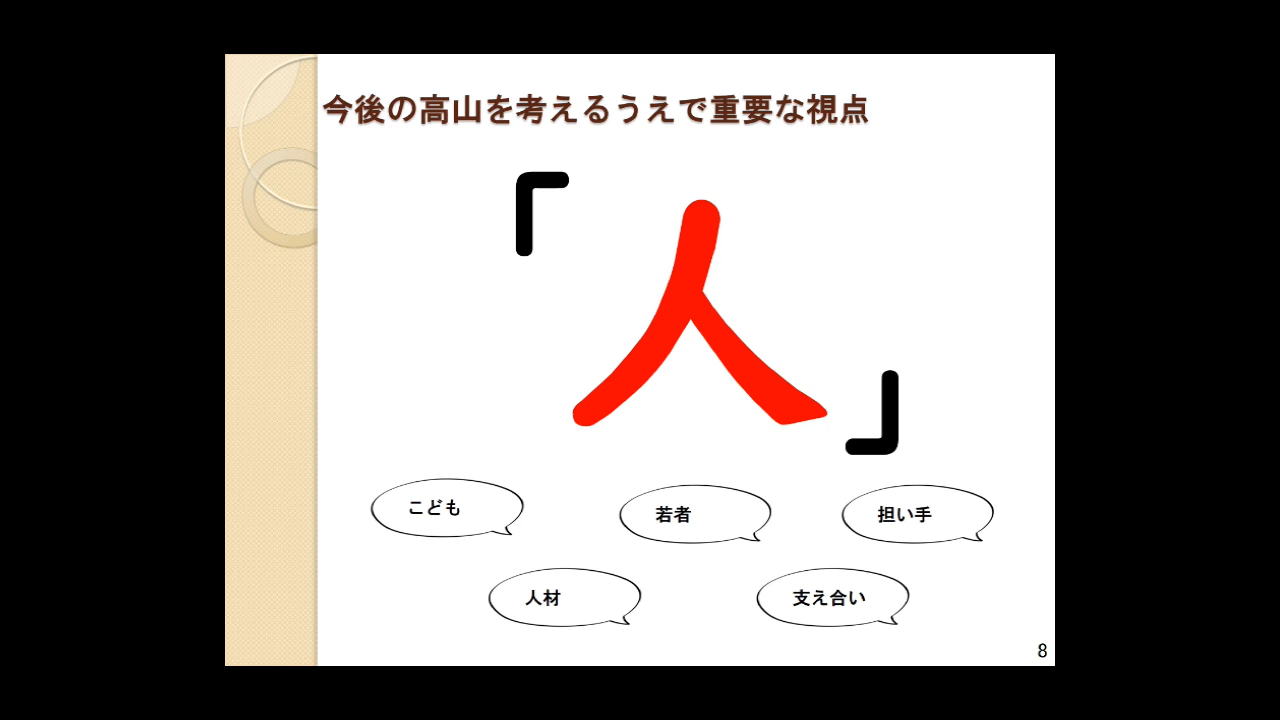 今後の高山を考えるうえで重要な視点
「人」
こども
若者
担い手
人材
支え合い
8